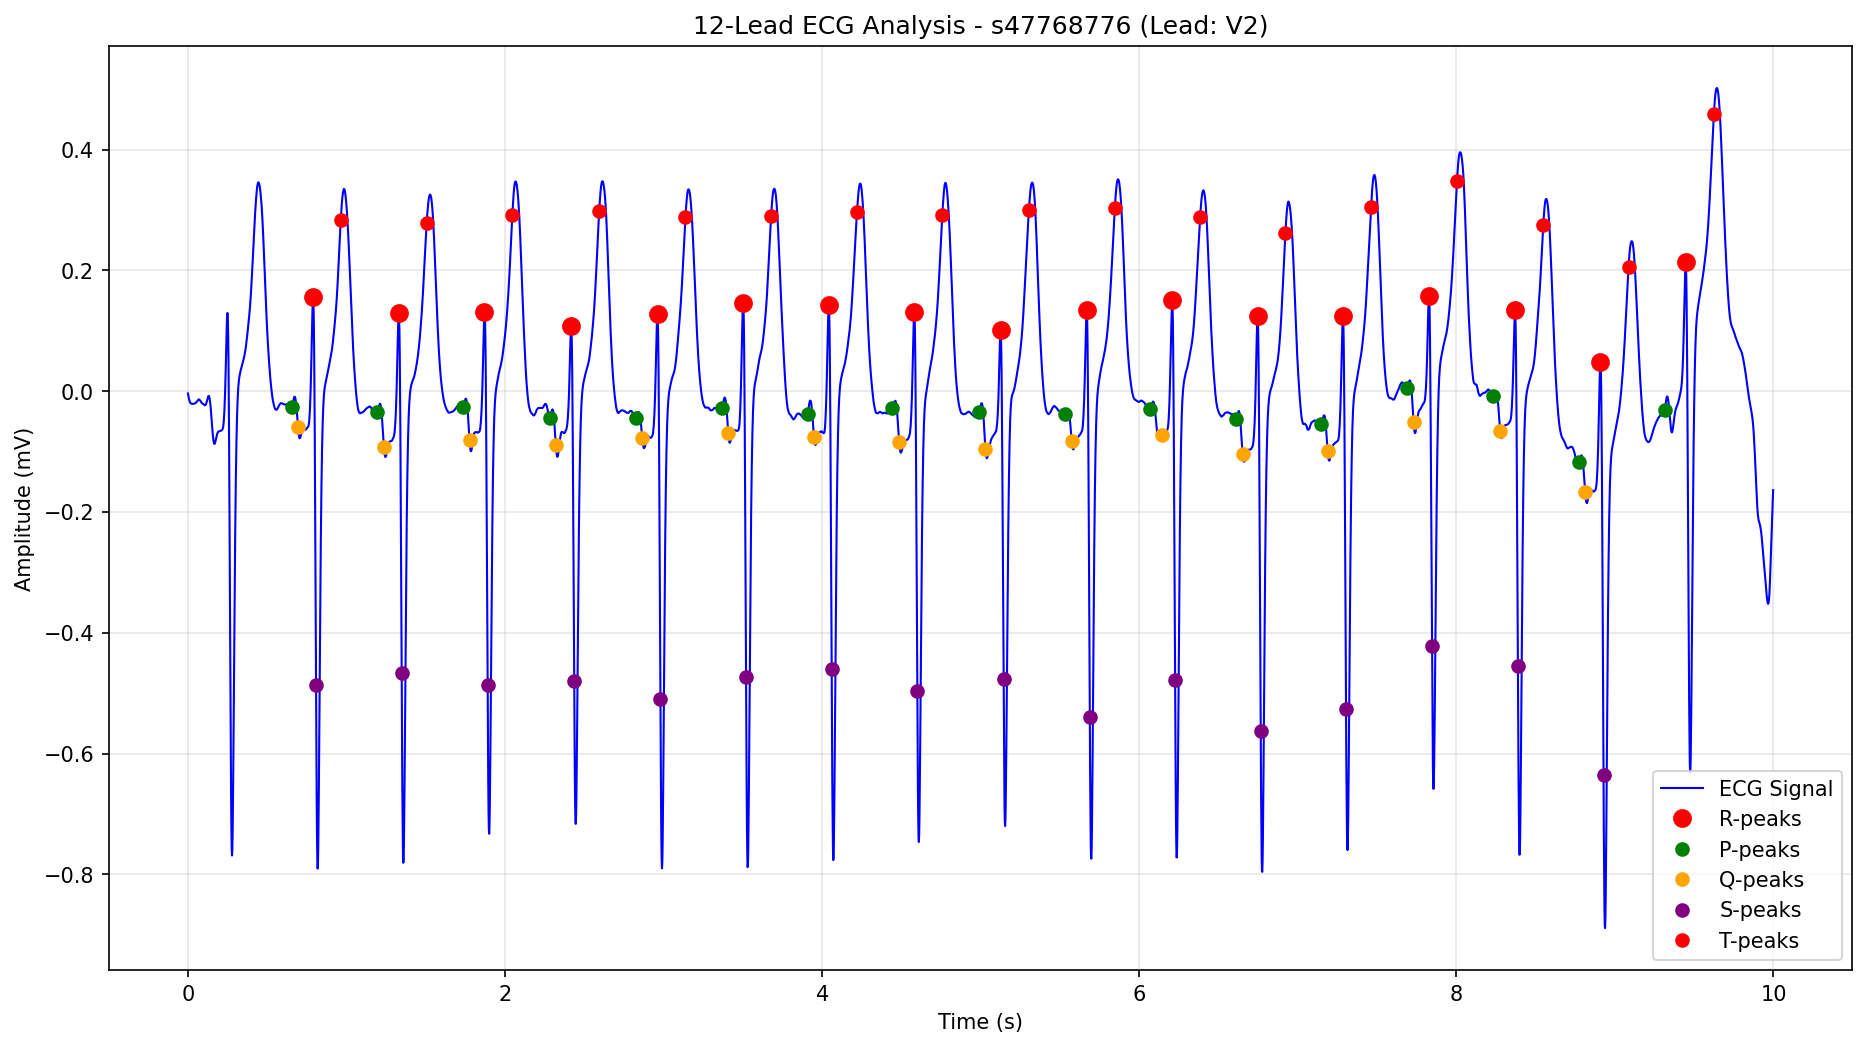 12-Lead ECG Analysis - s47768776 (Lead: V2)
Amplitude (mV)
0.4
0.2
0.0
−0.2
−0.4
−0.6
−0.8
ECG Signal
R-peaks
P-peaks
Q-peaks
S-peaks
T-peaks
0 2 4 6 8 10
Time (s)